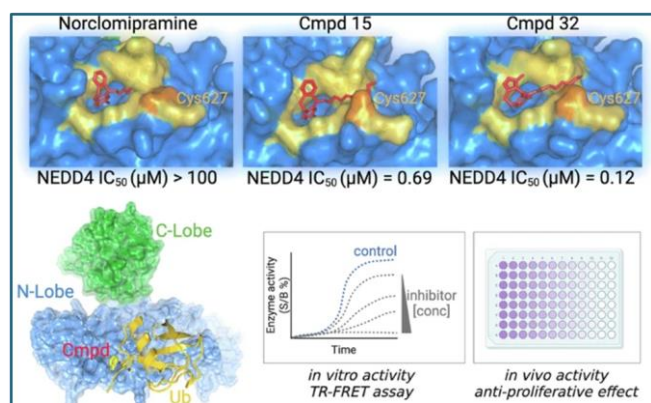 Norclomipramine
Cmpd 15
Cmpd 32
Cys627
Cys627
Cys627
NEDD4 IC₅₀ (µM) > 100
NEDD4 IC₅₀ (µM) = 0.69
NEDD4 IC₅₀ (µM) = 0.12
C-Lobe
N-Lobe
Cmpd
Ub
Enzyme activity
(S/B %)
control
inhibitor
[conc]
Time
in vitro activity
TR-FRET assay
in vivo activity
anti-proliferative effect